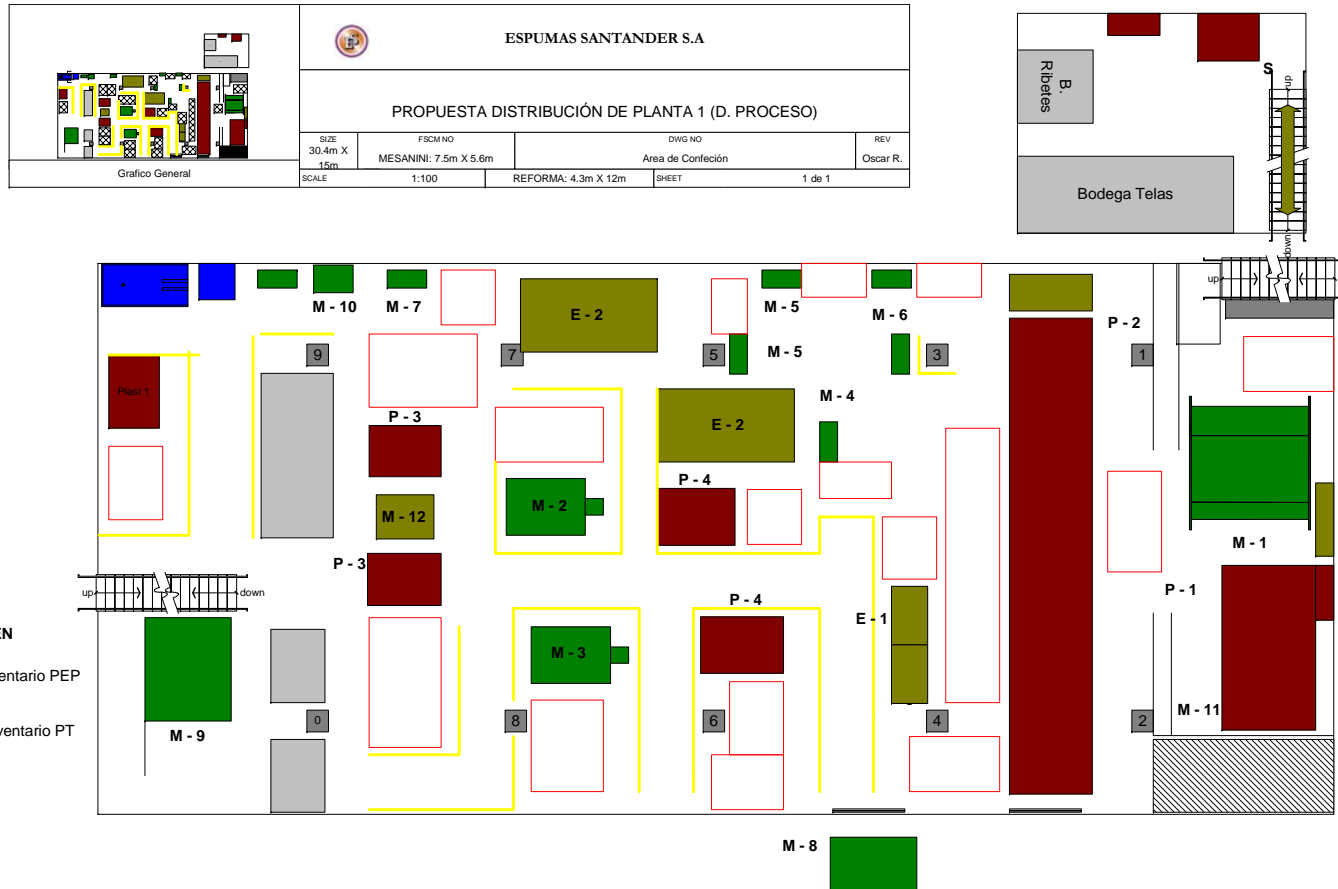 ESPUMAS SANTANDER S.A
PROPUESTA DISTRIBUCIÓN DE PLANTA 1 (D. PROCESO)
SIZE
30.4m X
15m
FSCM NO
MESANINI: 7.5m X 5.6m
DWG NO
Area de Confeción
REV
Oscar R.
SCALE
1:100
REFORMA: 4.3m X 12m
SHEET
1 de 1
Grafico General
B.
Ribetes
S
up
Bodega Telas
down
up
M - 10
M - 7
E - 2
M - 5
M - 6
P - 2
9
7
5
M - 5
3
1
Plast 1
P - 3
M - 4
E - 2
P - 4
M - 2
M - 12
M - 1
P - 3
up
down
P - 4
P - 1
E - 1
EN
entario PEP
ventario PT
M - 3
M - 9
0
8
6
4
2
M - 11
M - 8